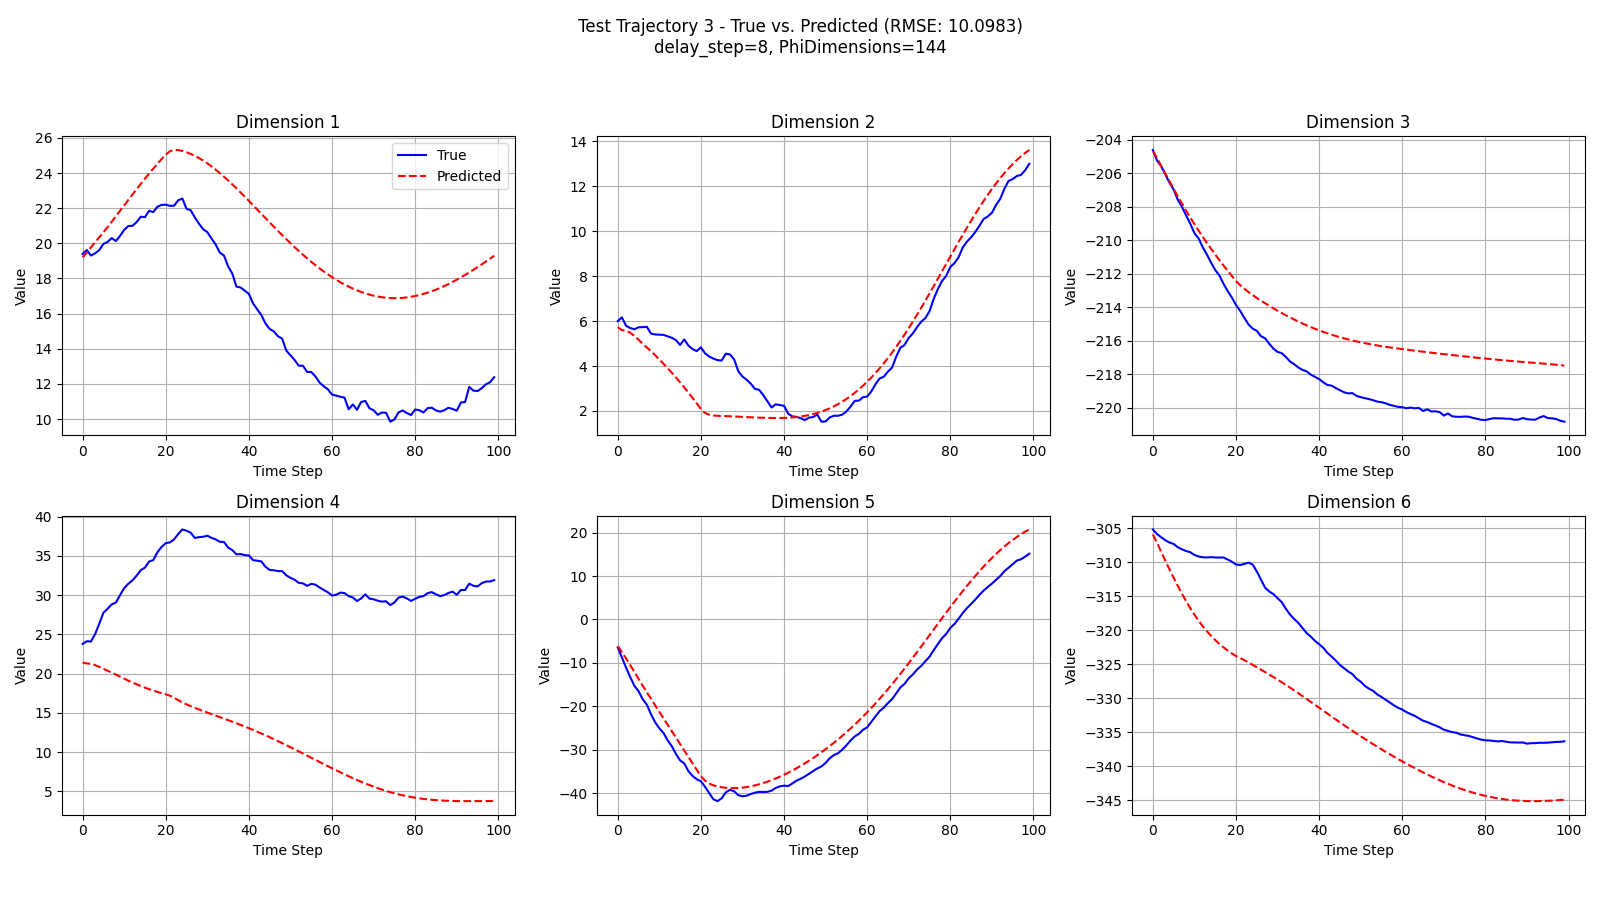 Test Trajectory 3 - True vs. Predicted (RMSE: 10.0983)
delay_step=8, PhiDimensions=144
Dimension 1
26
24
22
20
18
16
14
12
10
Value
0 20 40 60 80 100
Time Step
True
Predicted
Dimension 2
14
12
10
8
6
4
2
Value
0 20 40 60 80 100
Time Step
Dimension 3
−204
−206
−208
−210
−212
−214
−216
−218
−220
Value
0 20 40 60 80 100
Time Step
Dimension 4
40
35
30
25
20
15
10
5
Value
0 20 40 60 80 100
Time Step
Dimension 5
20
10
0
−10
−20
−30
−40
Value
0 20 40 60 80 100
Time Step
Dimension 6
−305
−310
−315
−320
−325
−330
−335
−340
−345
Value
0 20 40 60 80 100
Time Step